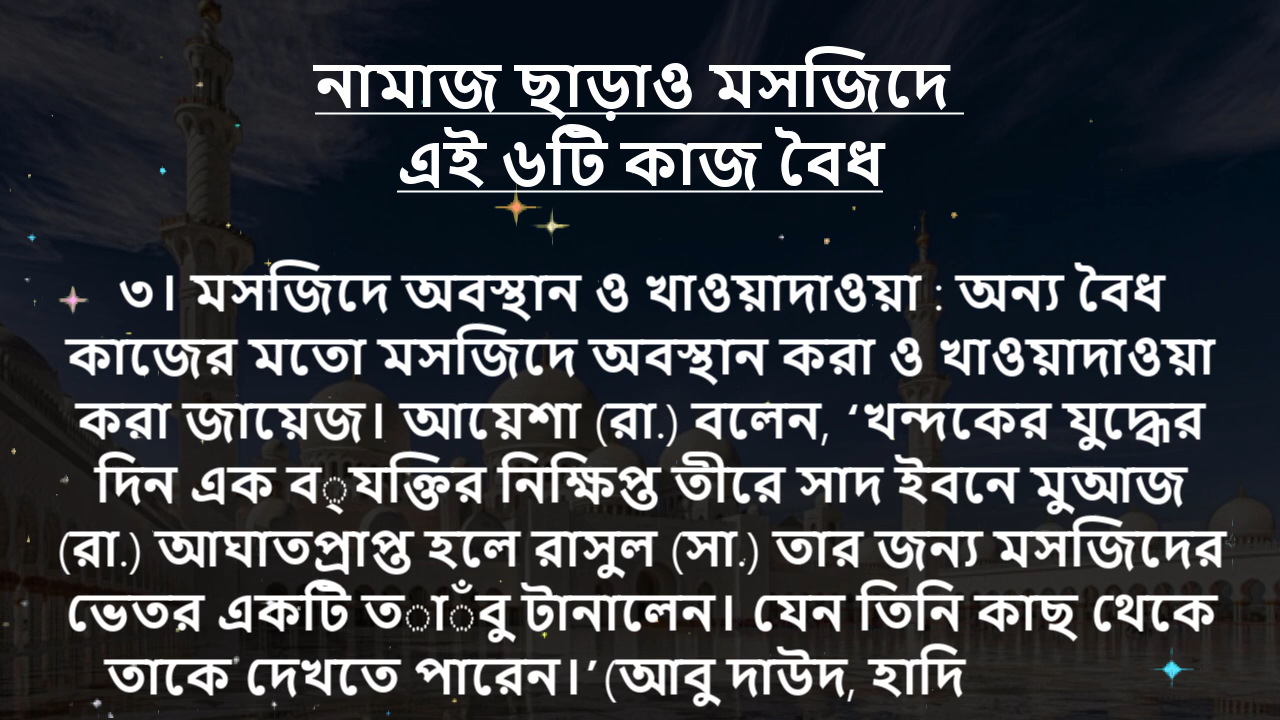 নামাজ ছাড়াও মসজিদে
এই ৬টি কাজ বৈধ
৩। মসজিদে অবস্থান ও খাওয়াদাওয়া : অন্য বৈধ
কাজের মতো মসজিদে অবস্থান করা ও খাওয়াদাওয়া
করা জায়েজ। আয়েশা (রা.) বলেন, ‘খন্দকের যুদ্ধের
দিন এক ব্যক্তির নিক্ষিপ্ত তীরে সাদ ইবনে মুআজ
(রা.) আঘাতপ্রাপ্ত হলে রাসুল (সা.) তার জন্য মসজিদের
ভেতর একটি তাঁবু টানালেন। যেন তিনি কাছ থেকে
তাকে দেখতে পারেন।’ (আবু দাউদ, হাদি